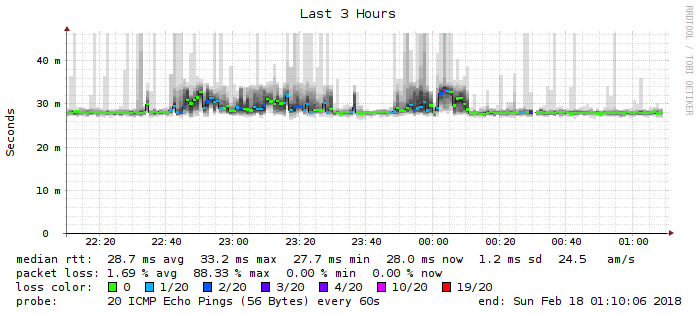 Last 3 Hours
RRDTOOL / TOBI OETIKER
Seconds
40 m
30 m
20 m
10 m
0
22:20 22:40 23:00 23:20 23:40 00:00 00:20 00:40 01:00
median rtt: 28.7 ms avg 33.2 ms max 27.7 ms min 28.0 ms now 1.2 ms sd 24.5 am/s
packet loss: 1.69 % avg 88.33 % max 0.00 % min 0.00 % now
loss color: 0 1/20 2/20 3/20 4/20 10/20 19/20
probe: 20 ICMP Echo Pings (56 Bytes) every 60s end: Sun Feb 18 01:10:06 2018